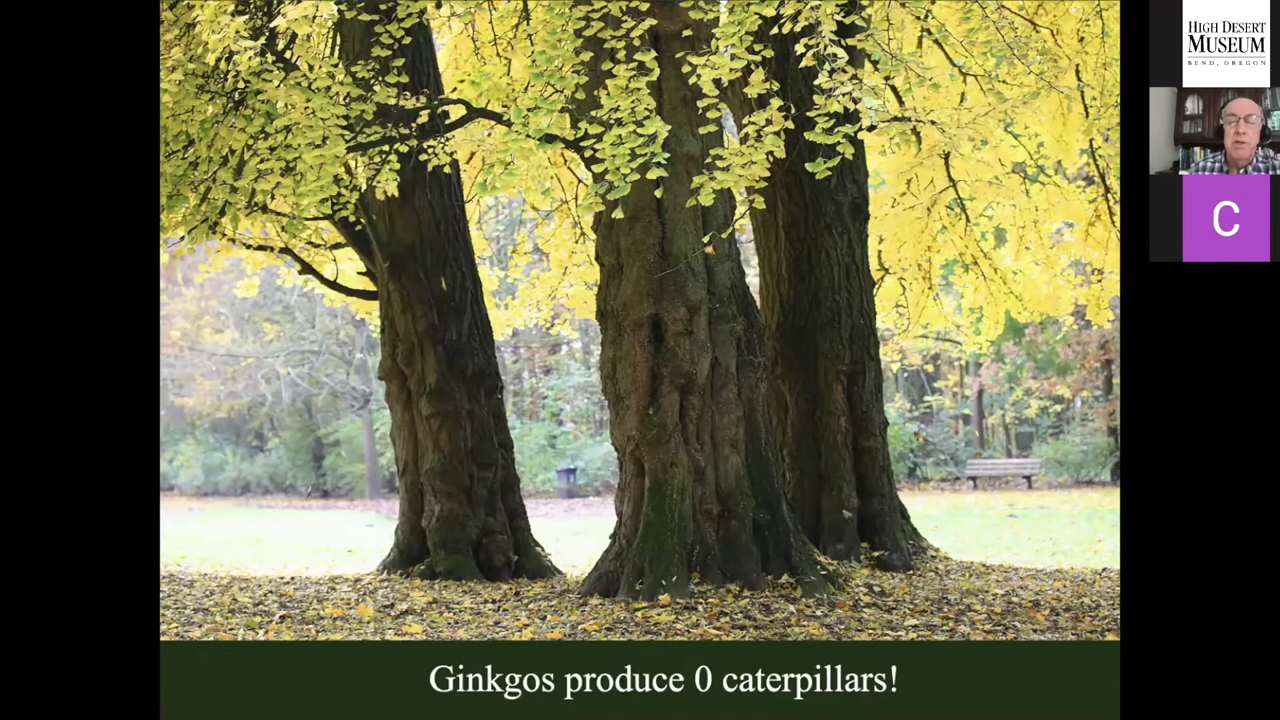 HIGH DESERT
MUSEUM
BEND, OREGON
C
Ginkgos produce 0 caterpillars!